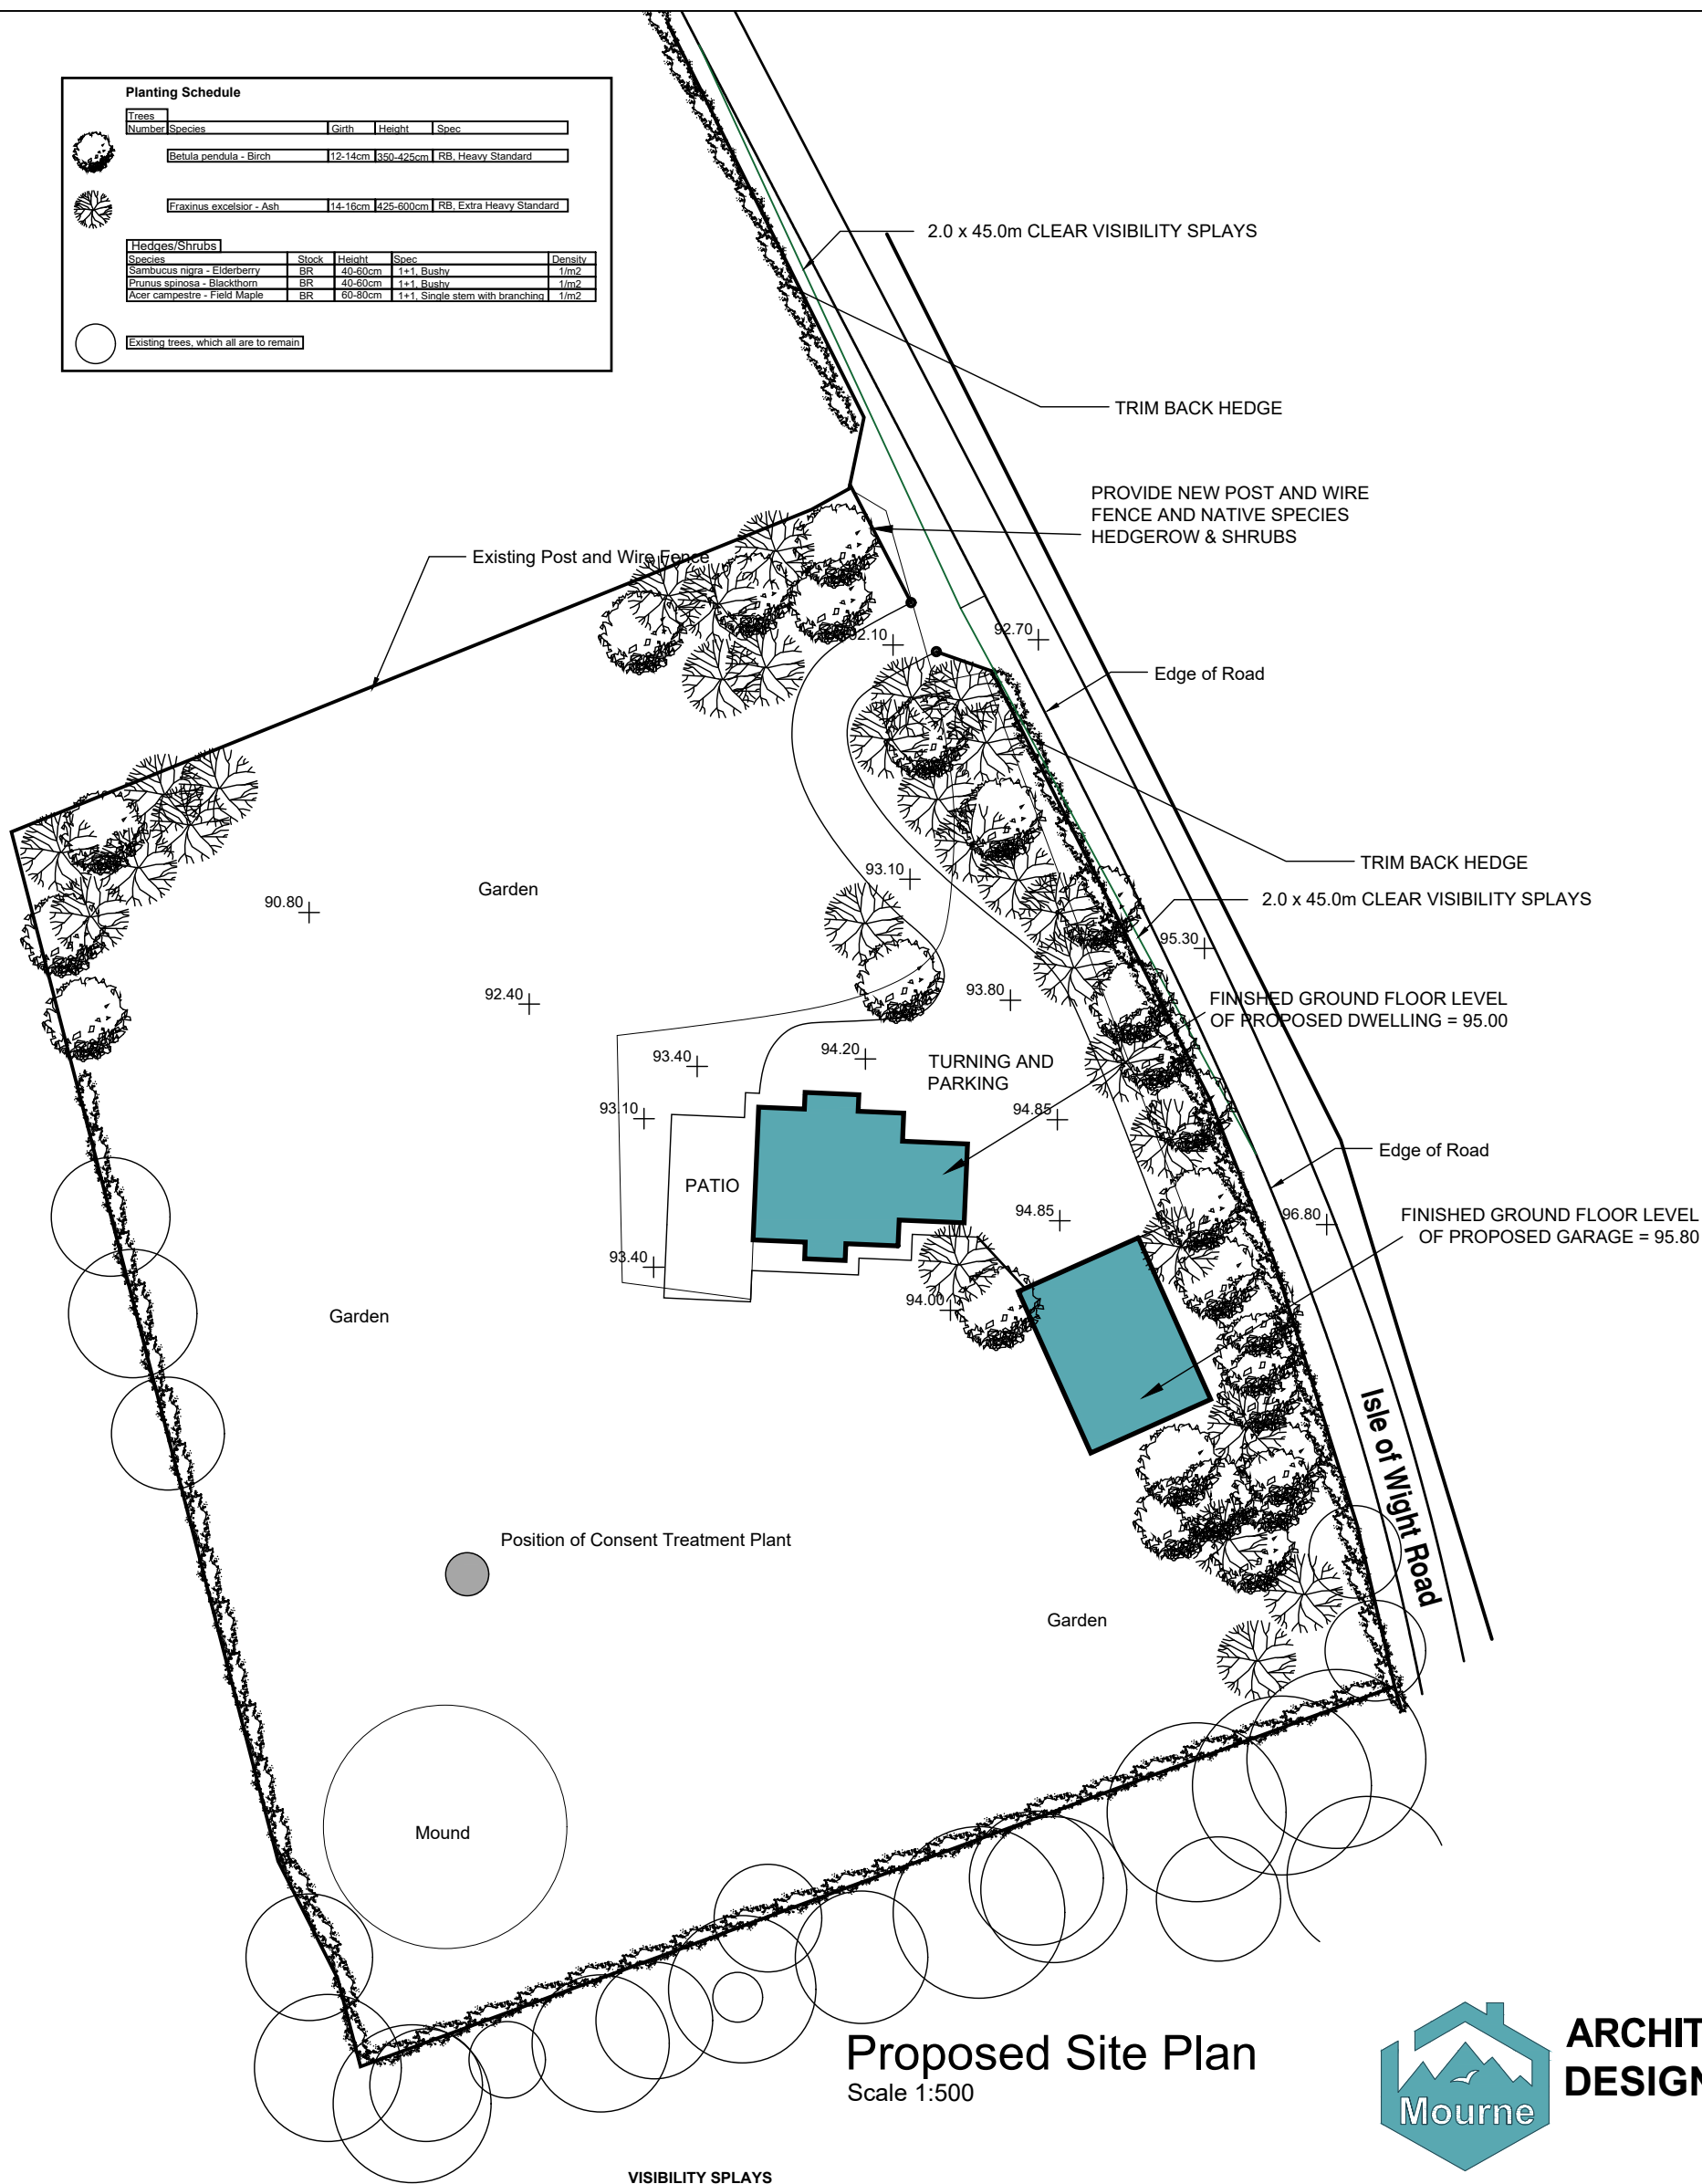 Planting Schedule
Trees
Number Species Girth Height Spec
Betula pendula - Birch 12-14cm 350-425cm RB, Heavy Standard
Fraxinus excelsior - Ash 14-16cm 425-600cm RB, Extra Heavy Standard
Hedges/Shrubs
Species Stock Height Spec Density
Sambucus nigra - Elderberry BR 40-60cm 1+1, Bushy 1/m2
Prunus spinosa - Blackthorn BR 40-60cm 1+1, Bushy 1/m2
Acer campestre - Field Maple BR 60-80cm 1+1, Single stem with branching 1/m2
Existing trees, which all are to remain
2.0 x 45.0m CLEAR VISIBILITY SPLAYS
TRIM BACK HEDGE
PROVIDE NEW POST AND WIRE
FENCE AND NATIVE SPECIES
HEDGEROW & SHRUBS
Existing Post and Wire Fence
92.10
92.70
Edge of Road
TRIM BACK HEDGE
93.10
Garden
90.80
2.0 x 45.0m CLEAR VISIBILITY SPLAYS
95.30
92.40
93.80
FINISHED GROUND FLOOR LEVEL
OF PROPOSED DWELLING = 95.00
93.40
94.20
TURNING AND
PARKING
93.10
94.85
Edge of Road
PATIO
94.85
96.80
FINISHED GROUND FLOOR LEVEL
OF PROPOSED GARAGE = 95.80
93.40
94.00
Garden
Isle of Wight Road
Position of Consent Treatment Plant
Garden
Mound
Proposed Site Plan
Scale 1:500
ARCHIT
DESIGN
Mourne
VISIBILITY SPLAYS